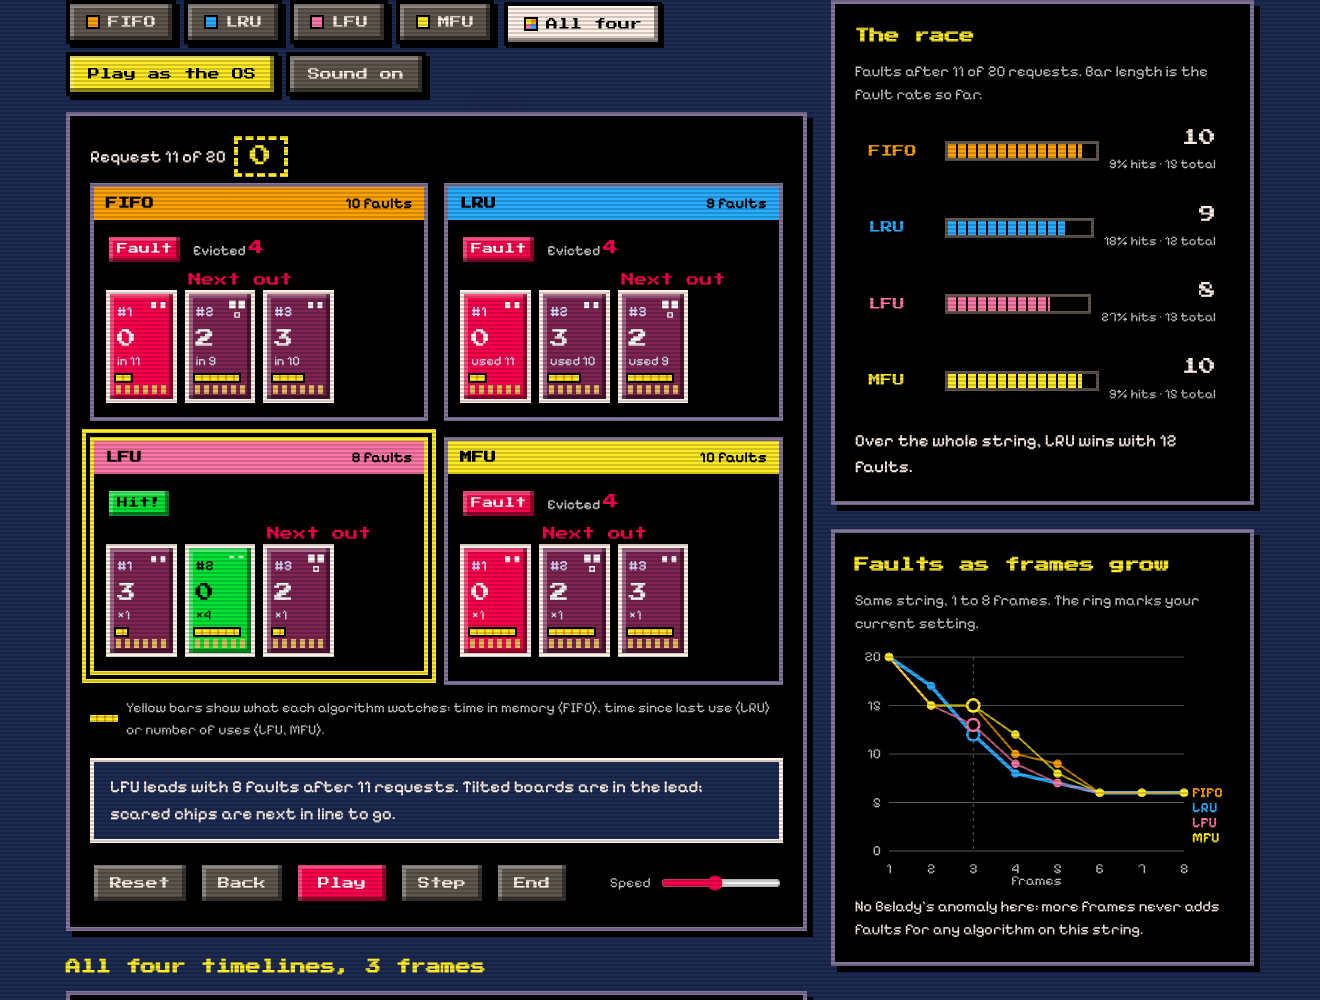 FIFO
LRU
LFU
MFU
All four
Play as the OS
Sound on
Request 11 of 20
0
FIFO
10 faults
Fault
Evicted 4
Next out
#1
0
in 11
#2
2
in 9
#3
3
in 10
LRU
9 faults
Fault
Evicted 4
Next out
#1
0
used 11
#2
3
used 10
#3
2
used 9
LFU
8 faults
Hit!
Next out
#1
3
×1
#2
0
×4
#3
2
×1
MFU
10 faults
Fault
Evicted 4
Next out
#1
0
×1
#2
2
×1
#3
3
×1
Yellow bars show what each algorithm watches: time in memory (FIFO), time since last use (LRU)
or number of uses (LFU, MFU).
LFU leads with 8 faults after 11 requests. Tilted boards are in the lead;
scared chips are next in line to go.
Reset
Back
Play
Step
End
Speed
All four timelines, 3 frames
The race
Faults after 11 of 20 requests. Bar length is the
fault rate so far.
FIFO
10
9% hits · 15 total
LRU
9
18% hits · 12 total
LFU
8
27% hits · 13 total
MFU
10
9% hits · 15 total
Over the whole string, LRU wins with 12
faults.
Faults as frames grow
Same string, 1 to 8 frames. The ring marks your
current setting.
20
15
10
5
0
1 2 3 4 5 6 7 8
frames
FIFO
LRU
LFU
MFU
No Belady's anomaly here: more frames never adds
faults for any algorithm on this string.